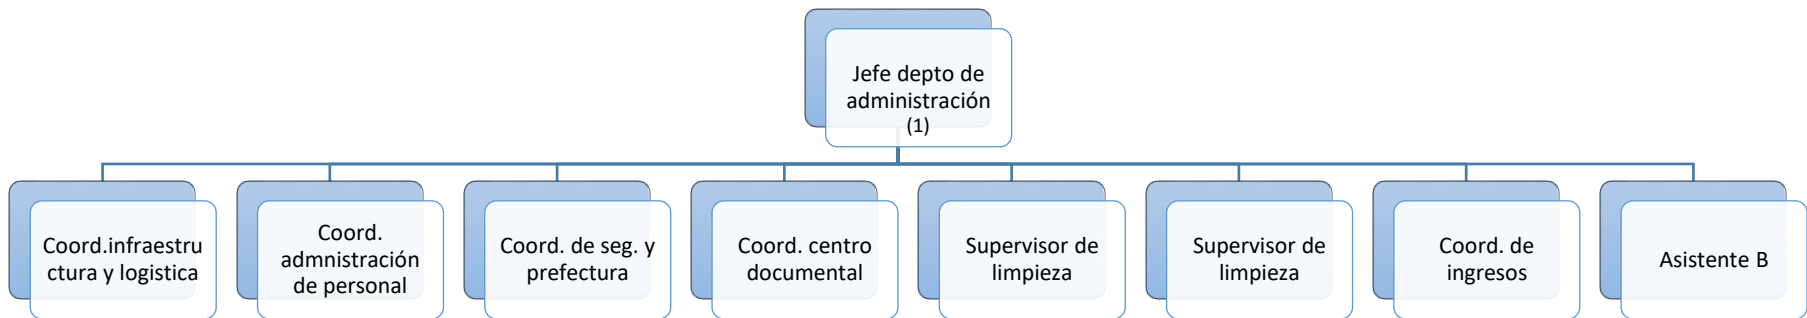 Jefe depto de
administración
(1)
Coord.infraestru
ctura y logistica
Coord.
admnistración
de personal
Coord. de seg. y
prefectura
Coord. centro
documental
Supervisor de
limpieza
Supervisor de
limpieza
Coord. de
ingresos
Asistente B